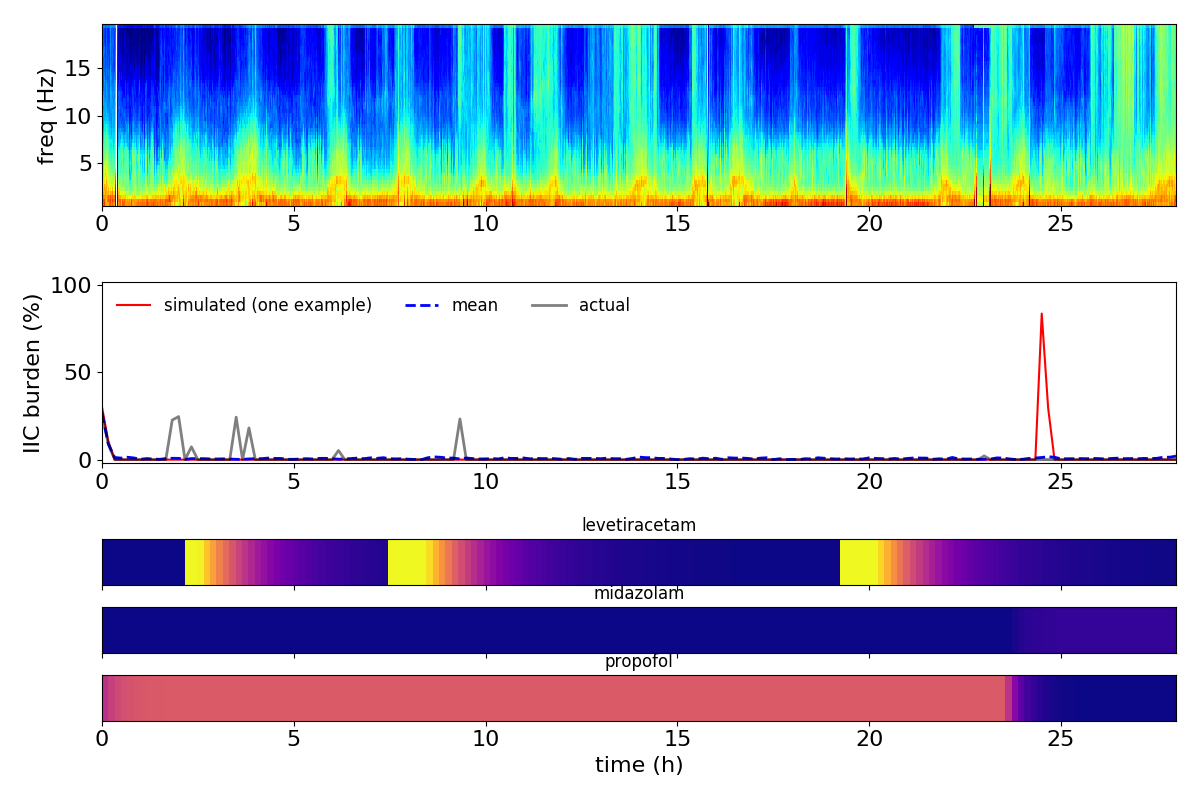 freq (Hz)
15
10
5
0 5 10 15 20 25
IIC burden (%)
100
50
0
simulated (one example) mean actual
0 5 10 15 20 25
levetiracetam
midazolam
propofol
0 5 10 15 20 25
time (h)